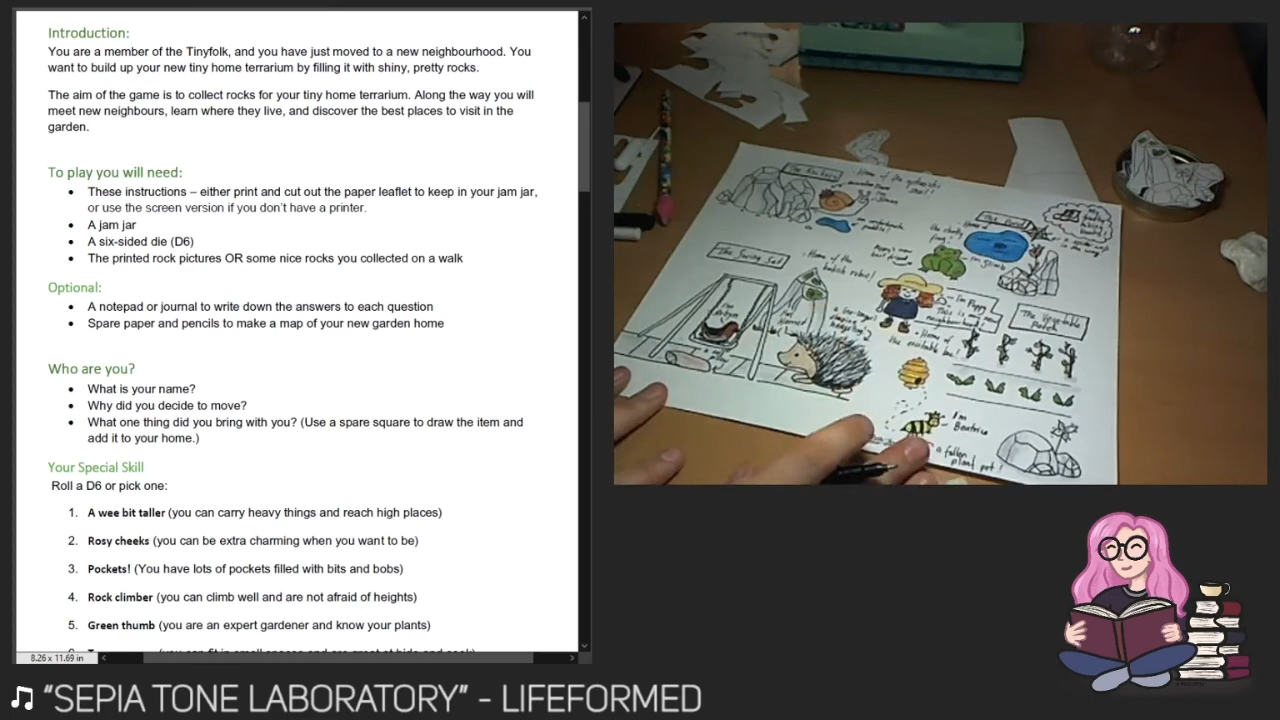 Introduction:
You are a member of the Tinyfolk, and you have just moved to a new neighbourhood. You
want to build up your new tiny home terrarium by filling it with shiny, pretty rocks.
The aim of the game is to collect rocks for your tiny home terrarium. Along the way you will
meet new neighbours, learn where they live, and discover the best places to visit in the
garden.
To play you will need:
• These instructions – either print and cut out the paper leaflet to keep in your jam jar,
or use the screen version if you don't have a printer.
• A jam jar
• A six-sided die (D6)
• The printed rock pictures OR some nice rocks you collected on a walk
Optional:
• A notepad or journal to write down the answers to each question
• Spare paper and pencils to make a map of your new garden home
Who are you?
• What is your name?
• Why did you decide to move?
• What one thing did you bring with you? (Use a spare square to draw the item and
add it to your home.)
Your Special Skill
Roll a D6 or pick one:
1. A wee bit taller (you can carry heavy things and reach high places)
2. Rosy cheeks (you can be extra charming when you want to be)
3. Pockets! (You have lots of pockets filled with bits and bobs)
4. Rock climber (you can climb well and are not afraid of heights)
5. Green thumb (you are an expert gardener and know your plants)
8.26 x 11.69 in
The Rockery
Home of the
The Swing Set
Home of the
I'm Poppy
The Vegetable
Patch
Home of
I'm
Beatrice
a fallen
plant pot!
"SEPIA TONE LABORATORY" - LIFEFORMED